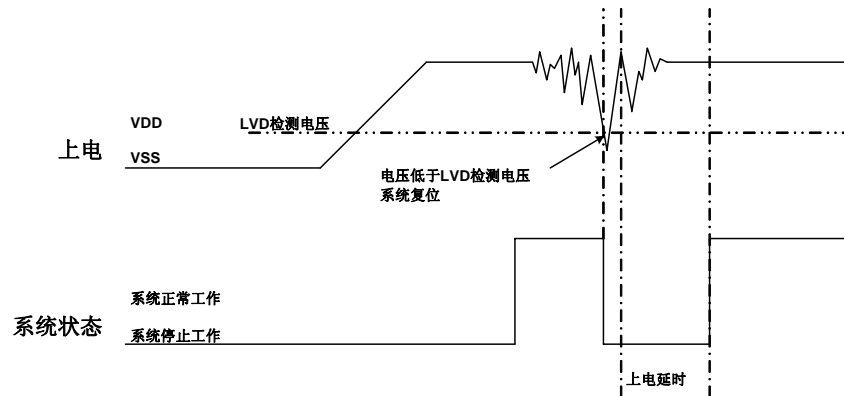 VDD
LVD检测电压
上电
VSS
电压低于LVD检测电压
系统复位
系统正常工作
系统状态
系统停止工作
上电延时